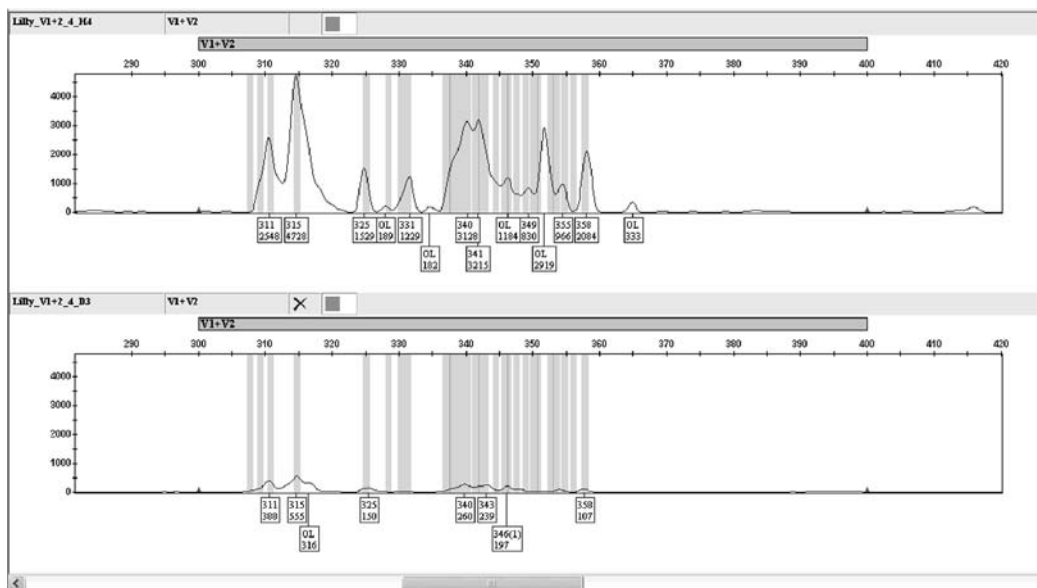 Lilly_V1+2_4_H4 V1+V2
V1+V2
290 300 310 320 330 340 350 360 370 380 390 400 410 420
4000
3000
2000
1000
0
311 315 325 OL 331 340 OL 349 355 358 OL
2548 4728 1529 189 1229 3128 1184 830 966 2084 333
OL 341 OL
182 3215 2919
Lilly_V1+2_4_B3 V1+V2
V1+V2
290 300 310 320 330 340 350 360 370 380 390 400 410 420
4000
3000
2000
1000
0
311 315 325 340 343 358
388 555 150 260 239 107
OL 346(1)
316 197